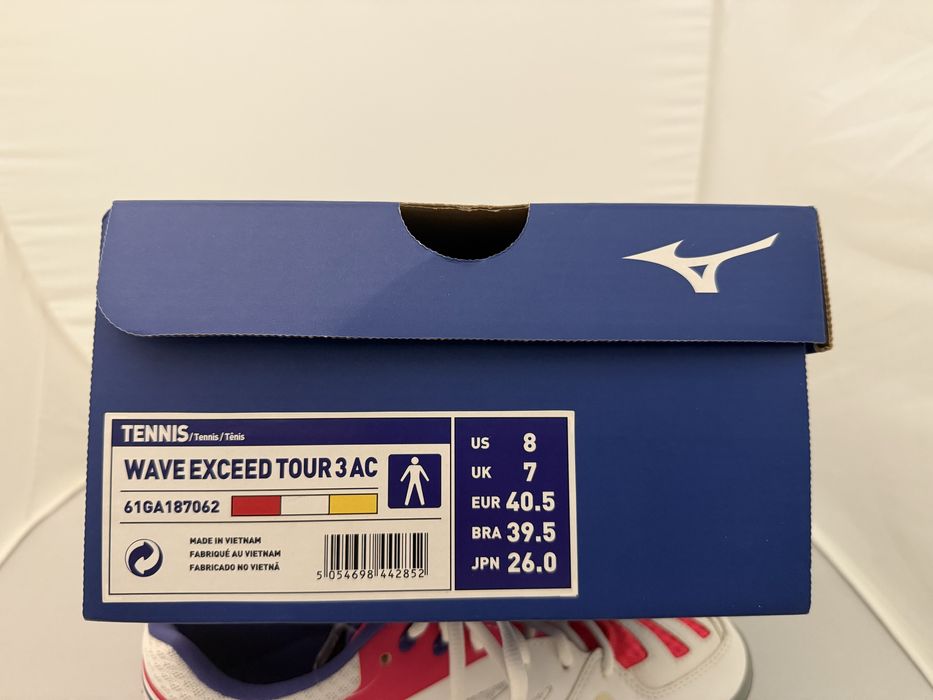 TENNIS/Tennis/Tênis
WAVE EXCEED TOUR 3 AC
61GA187062
MADE IN VIETNAM
FABRIQUÉ AU VIETNAM
FABRICADO NO VIETNÃ
5 054698 442852
US 8
UK 7
EUR 40.5
BRA 39.5
JPN 26.0